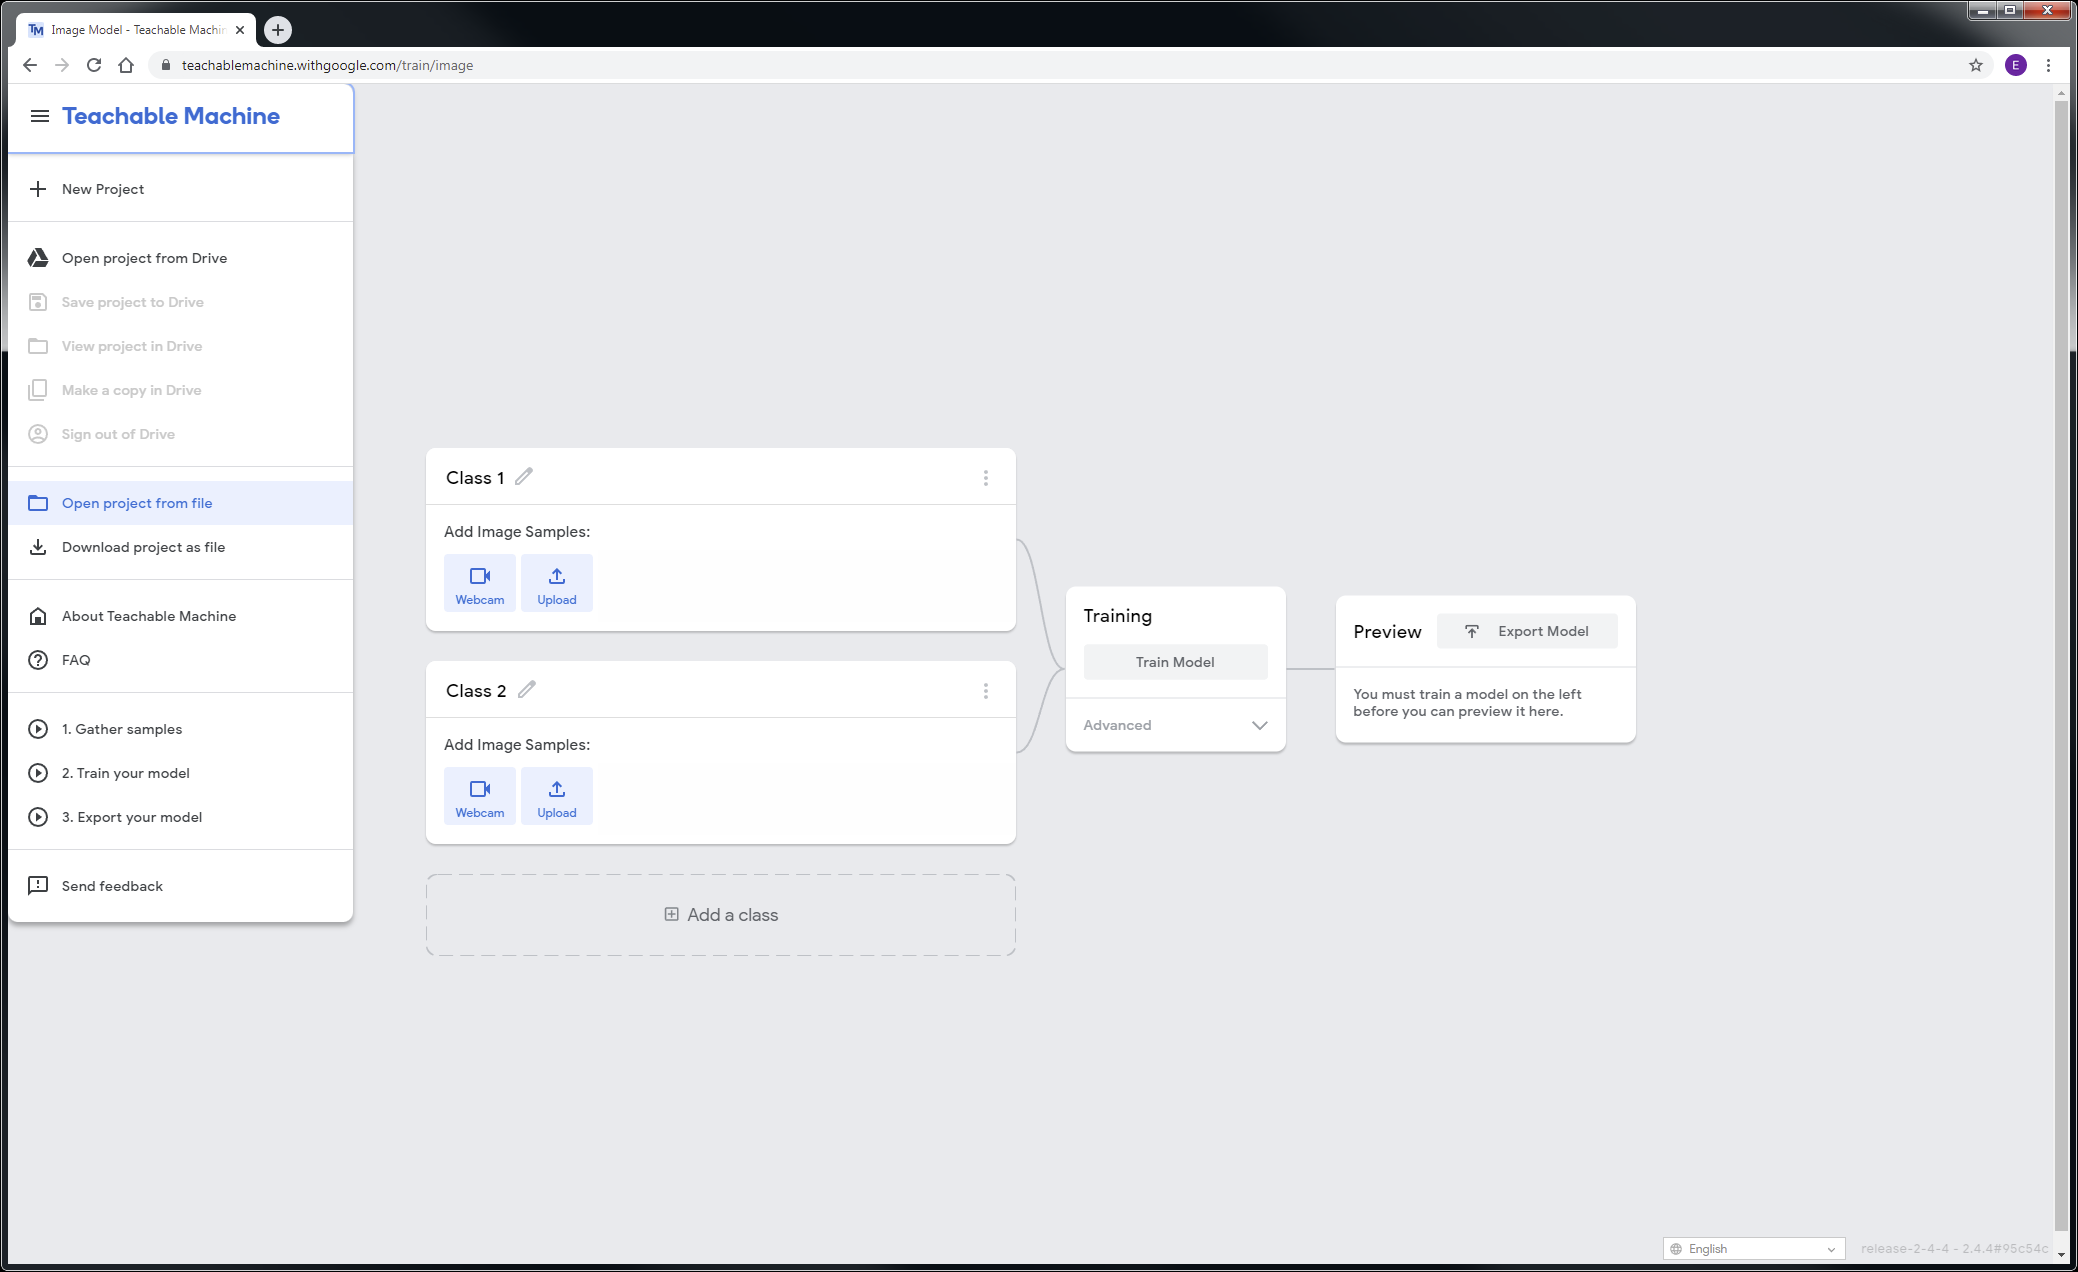 Image Model - Teachable Machin
teachablemachine.withgoogle.com/train/image
E
Teachable Machine
New Project
Open project from Drive
Save project to Drive
View project in Drive
Make a copy in Drive
Sign out of Drive
Open project from file
Download project as file
About Teachable Machine
FAQ
1. Gather samples
2. Train your model
3. Export your model
Send feedback
Class 1
Add Image Samples:
Webcam Upload
Class 2
Add Image Samples:
Webcam Upload
Add a class
Training
Train Model
Advanced
Preview Export Model
You must train a model on the left
before you can preview it here.
English release-2-4-4 - 2.4.4#95c54c